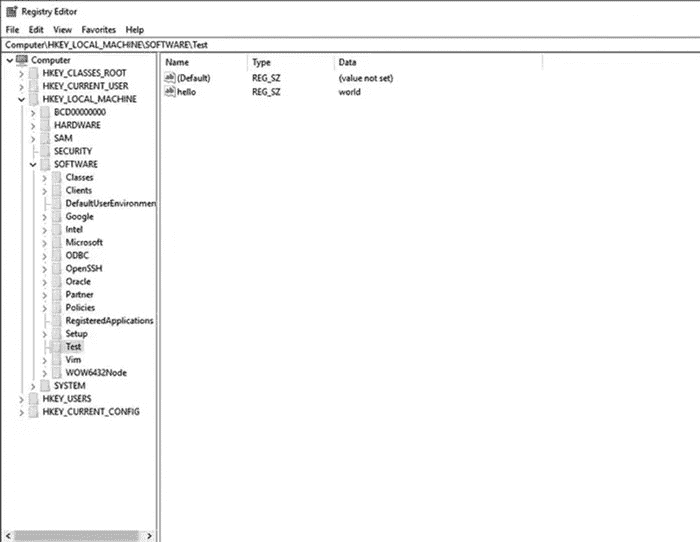 Registry Editor
File Edit View Favorites Help
Computer\HKEY_LOCAL_MACHINE\SOFTWARE\Test
Computer
HKEY_CLASSES_ROOT
HKEY_CURRENT_USER
HKEY_LOCAL_MACHINE
BCD00000000
HARDWARE
SAM
SECURITY
SOFTWARE
Classes
Clients
DefaultUserEnvironmen
Google
Intel
Microsoft
ODBC
OpenSSH
Oracle
Partner
Policies
RegisteredApplications
Setup
Test
Vim
WOW6432Node
SYSTEM
HKEY_USERS
HKEY_CURRENT_CONFIG
Name Type Data
ab (Default) REG_SZ (value not set)
ab hello REG_SZ world